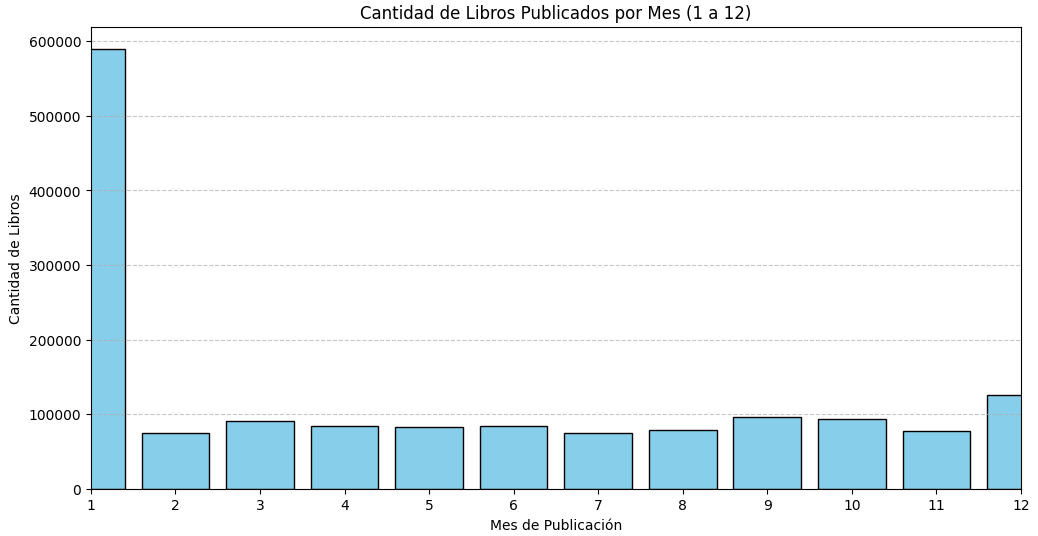 Cantidad de Libros Publicados por Mes (1 a 12)
Cantidad de Libros
600000
500000
400000
300000
200000
100000
0
1 2 3 4 5 6 7 8 9 10 11 12
Mes de Publicación